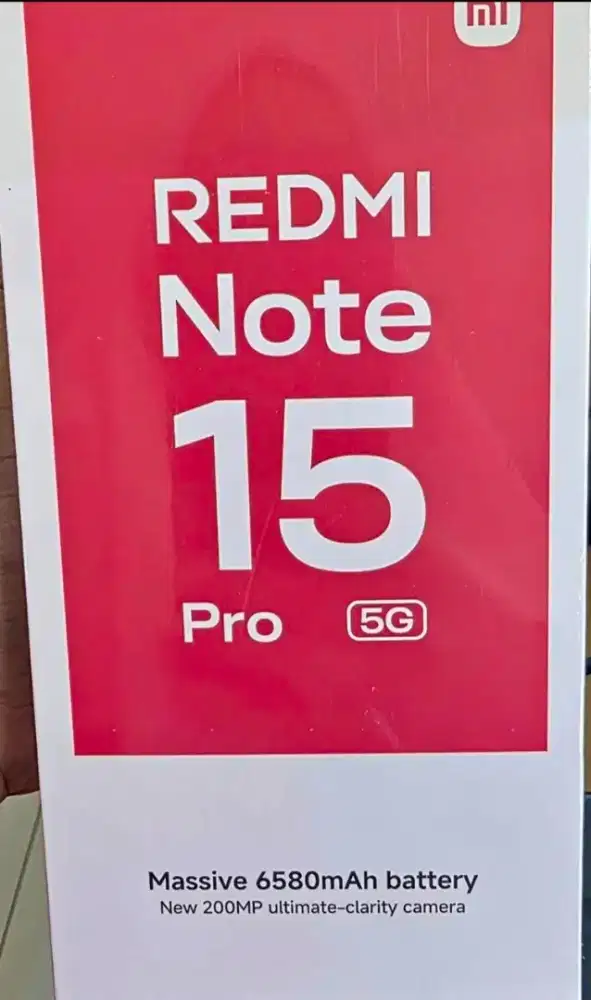 mi
REDMI
Note
15
Pro 5G
Massive 6580mAh battery
New 200MP ultimate-clarity camera